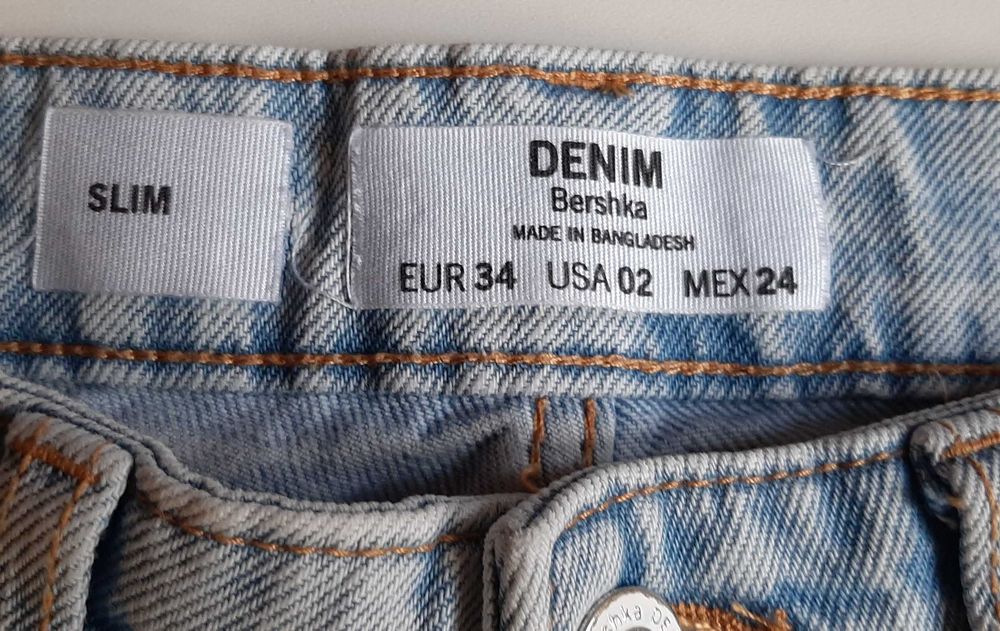 SLIM
DENIM
Bershka
MADE IN BANGLADESH
EUR 34 USA 02 MEX 24